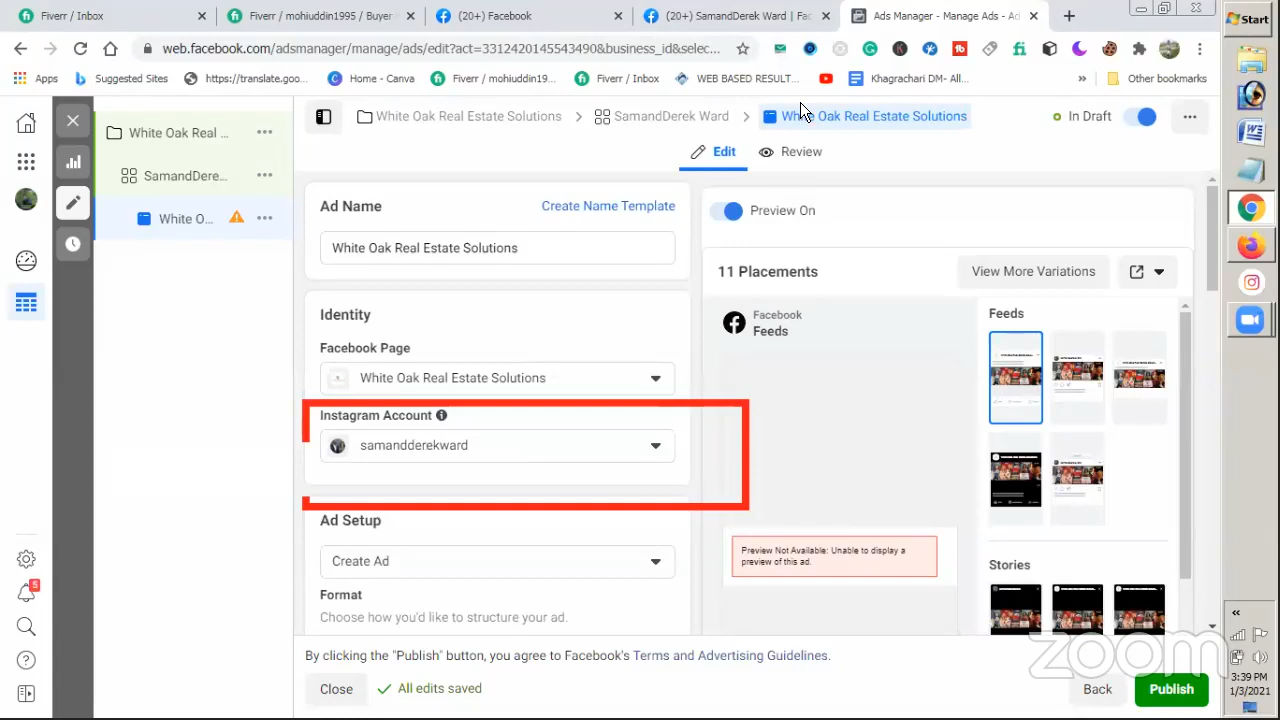 Fiverr / Inbox
Fiverr / mohiuddin1995 / Buyer
(20+) Facebook
(20+) SamandDerek Ward | Fac
Ads Manager - Manage Ads - Ad
Start
web.facebook.com/adsmanager/manage/ads/edit?act=3312420145543490&business_id&selec...
Apps
Suggested Sites
https://translate.goo...
Home - Canva
Fiverr / mohiuddin19...
Fiverr / Inbox
WEB BASED RESULT...
Khagrachari DM- All...
»
Other bookmarks
White Oak Real ...
SamandDere...
White O...
White Oak Real Estate Solutions
SamandDerek Ward
White Oak Real Estate Solutions
In Draft
Edit
Review
Ad Name
Create Name Template
White Oak Real Estate Solutions
Identity
Facebook Page
White Oak Real Estate Solutions
Instagram Account
samandderekward
Ad Setup
Create Ad
Format
Choose how you'd like to structure your ad.
Preview On
11 Placements
View More Variations
Facebook
Feeds
Preview Not Available: Unable to display a
preview of this ad.
Feeds
Stories
By clicking the "Publish" button, you agree to Facebook's Terms and Advertising Guidelines.
Close
All edits saved
Back
Publish
5
zoom
3:39 PM
1/3/2021